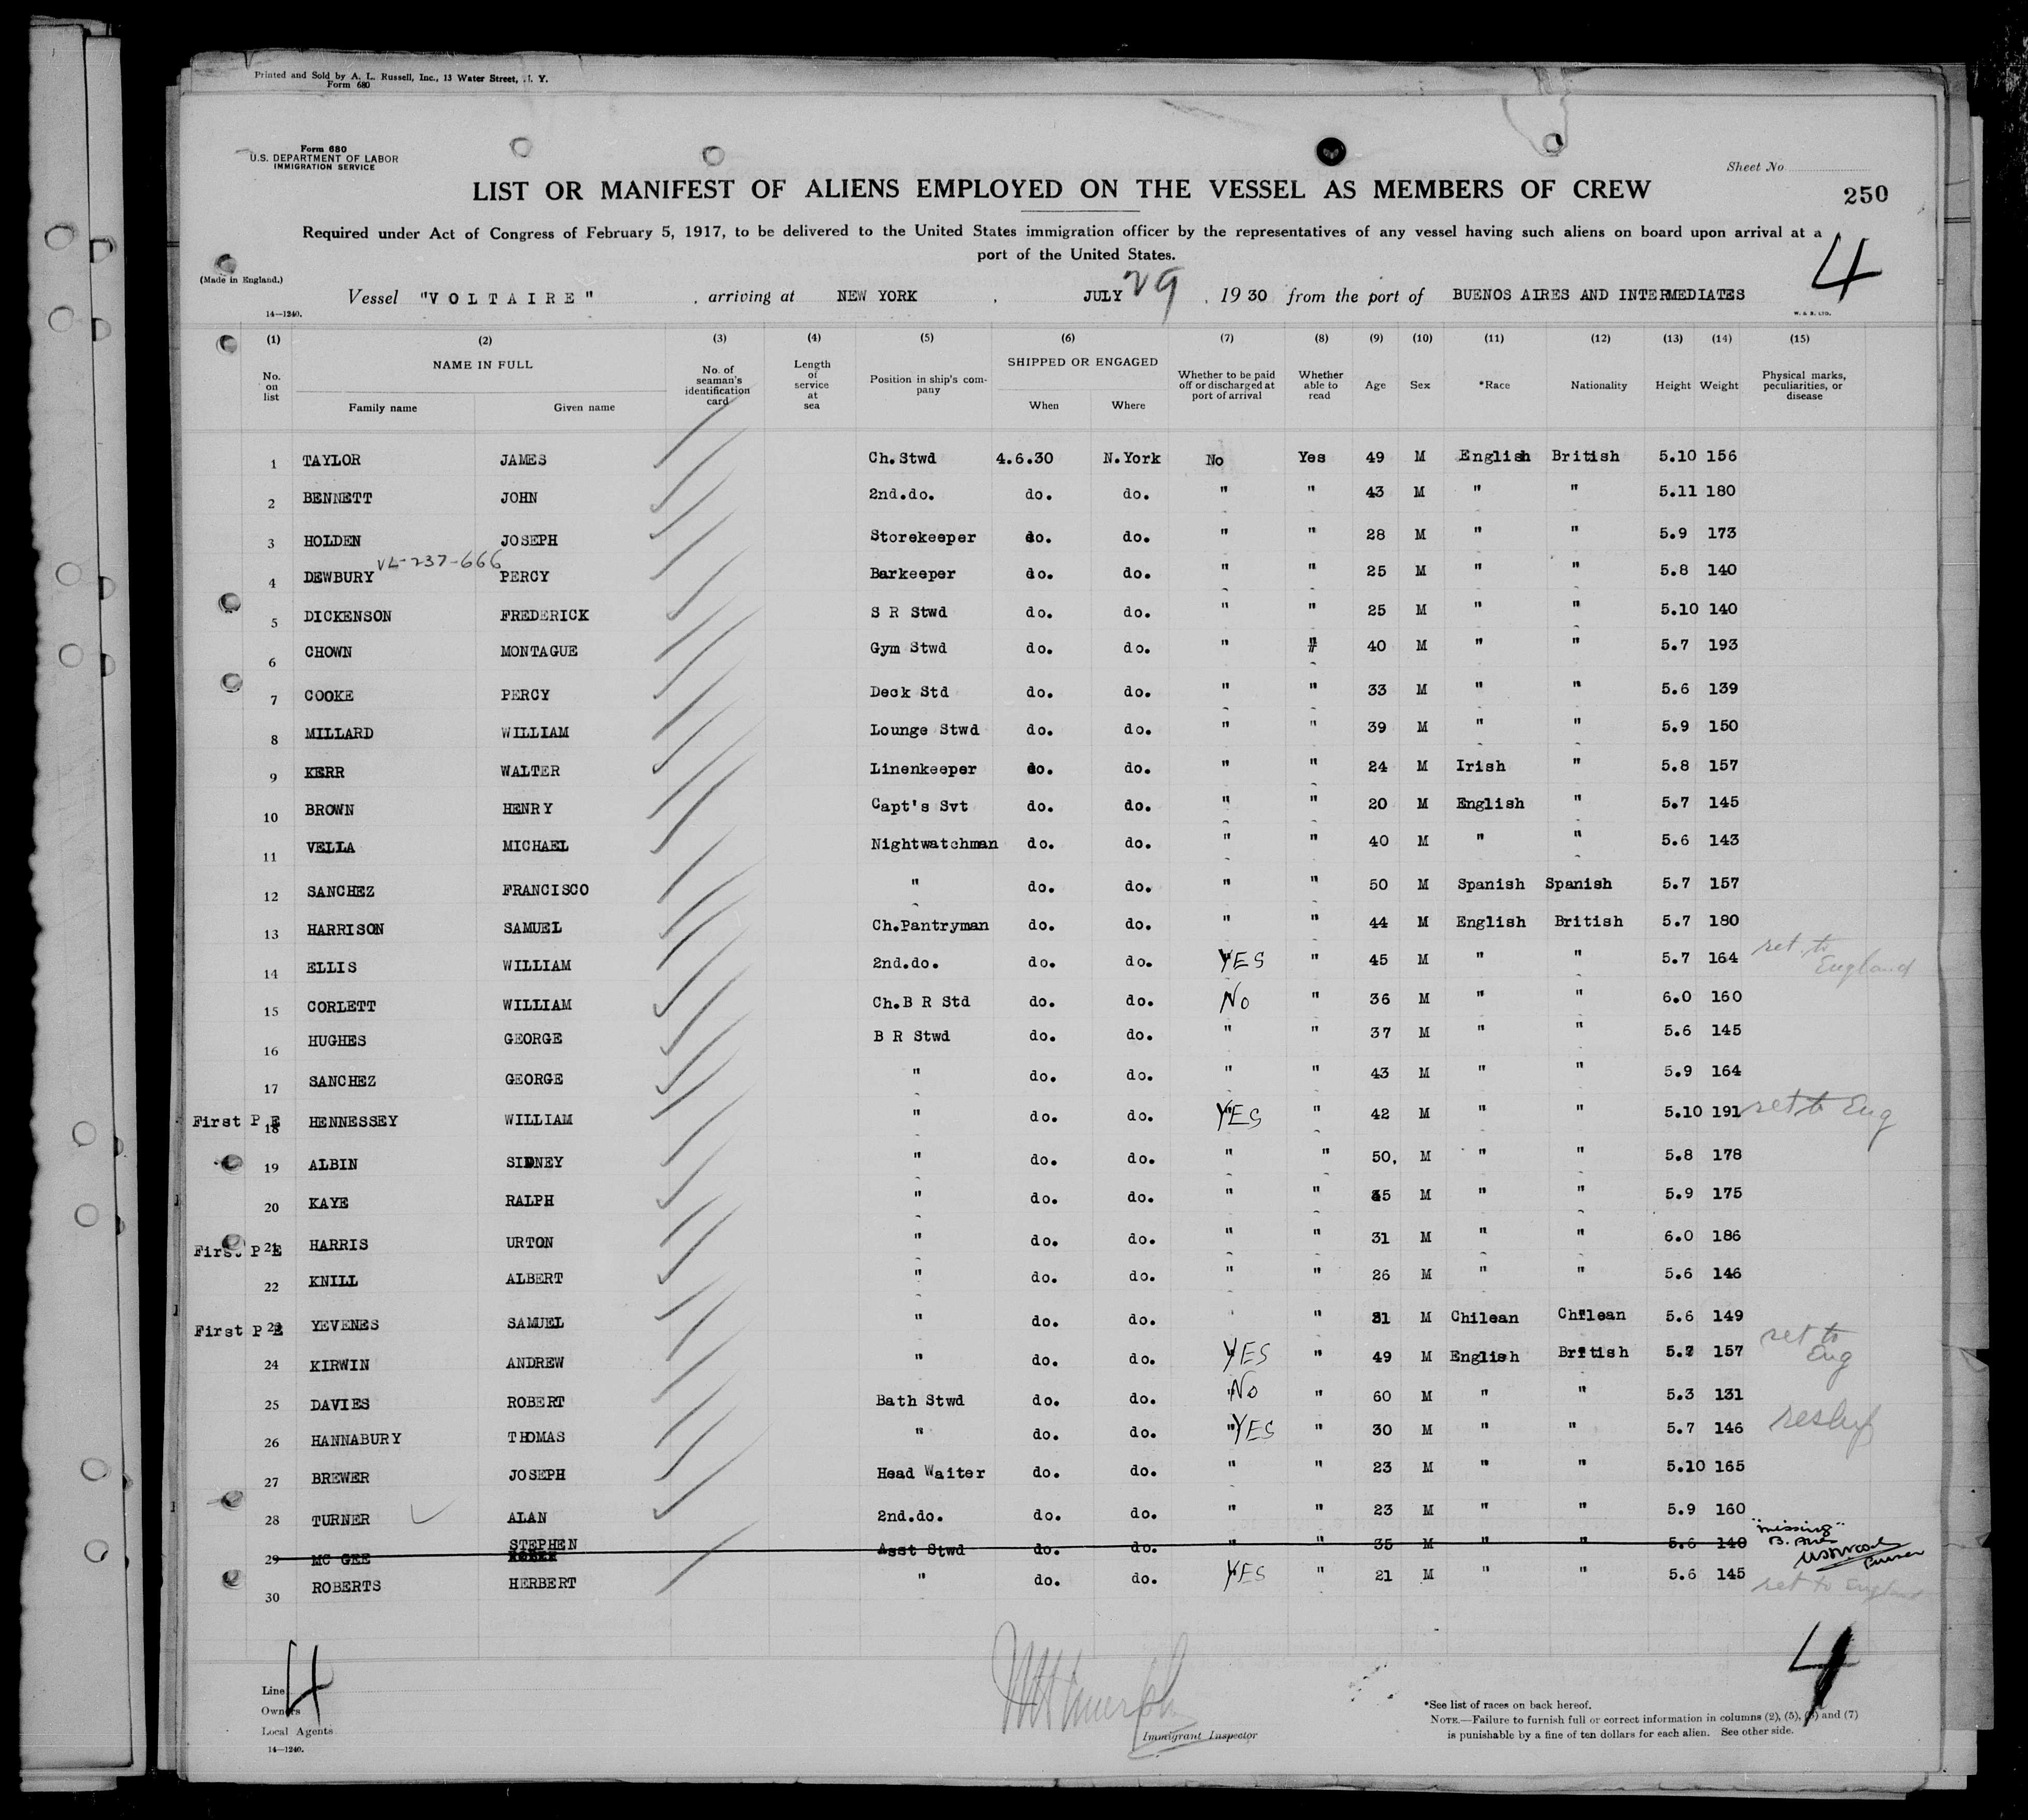 Printed and Sold by A. L. Russell, Inc., 13 Water Street, N. Y.
Form 680
Form 680
U.S. DEPARTMENT OF LABOR
IMMIGRATION SERVICE
Sheet No
LIST OR MANIFEST OF ALIENS EMPLOYED ON THE VESSEL AS MEMBERS OF CREW
250
Required under Act of Congress of February 5, 1917, to be delivered to the United States immigration officer by the representatives of any vessel having such aliens on board upon arrival at a
port of the United States.
4
(Made in England.)
Vessel "VOLTAIRE", arriving at NEW YORK, JULY 29, 1930 from the port of BUENOS AIRES AND INTERMEDIATES
14—1240.
W. & S. LTD.
(1) (2) (3) (4) (5) (6) (7) (8) (9) (10) (11) (12) (13) (14) (15)
No. on list NAME IN FULL Family name Given name No. of seaman's identification card Length of service at sea Position in ship's company SHIPPED OR ENGAGED When Where Whether to be paid off or discharged at port of arrival Whether able to read Age Sex *Race Nationality Height Weight Physical marks, peculiarities, or disease
1 TAYLOR JAMES Ch. Stwd 4.6.30 N.York No Yes 49 M English British 5.10 156
2 BENNETT JOHN 2nd.do. do. do. " " 43 M " " 5.11 180
3 HOLDEN JOSEPH Storekeeper do. do. " " 28 M " " 5.9 173
VL-237-666
4 DEWBURY PERCY Barkeeper do. do. " " 25 M " " 5.8 140
5 DICKENSON FREDERICK S R Stwd do. do. " " 25 M " " 5.10 140
6 CHOWN MONTAGUE Gym Stwd do. do. " " 40 M " " 5.7 193
7 COOKE PERCY Deck Std do. do. " " 33 M " " 5.6 139
8 MILLARD WILLIAM Lounge Stwd do. do. " " 39 M " " 5.9 150
9 KERR WALTER Linenkeeper do. do. " " 24 M Irish " 5.8 157
10 BROWN HENRY Capt's Svt do. do. " " 20 M English " 5.7 145
11 VELLA MICHAEL Nightwatchman do. do. " " 40 M " " 5.6 143
12 SANCHEZ FRANCISCO " do. do. " " 50 M Spanish Spanish 5.7 157
13 HARRISON SAMUEL Ch.Pantryman do. do. " " 44 M English British 5.7 180
14 ELLIS WILLIAM 2nd.do. do. do. YES " 45 M " " 5.7 164 ret. to England
15 CORLETT WILLIAM Ch.B R Std do. do. No " 36 M " " 6.0 160
16 HUGHES GEORGE B R Stwd do. do. " " 37 M " " 5.6 145
17 SANCHEZ GEORGE " do. do. " " 43 M " " 5.9 164
First P E 18 HENNESSEY WILLIAM " do. do. YES " 42 M " " 5.10 191 ret to Eng
19 ALBIN SIDNEY " do. do. " " 50, M " " 5.8 178
20 KAYE RALPH " do. do. " " M " " 5.9 175
First P E 21 HARRIS URTON " do. do. " " 31 M " " 6.0 186
22 KNILL ALBERT " do. do. " " 26 M " " 5.6 146
First P E 23 YEVENES SAMUEL " do. do. " " M Chilean Chilean 5.6 149
24 KIRWIN ANDREW " do. do. YES " 49 M English British 157 ret to Eng
25 DAVIES ROBERT Bath Stwd do. do. No " 60 M " " 5.3 131
26 HANNABURY THOMAS " do. do. "YES " 30 M " " 5.7 146 reship
27 BREWER JOSEPH Head Waiter do. do. " " 23 M " " 5.10 165
28 TURNER ALAN 2nd.do. do. do. " " 23 M " " 5.9 160
29 MC GEE STEPHEN Asst Stwd do. do. " " 35 M " " 5.6 140 "missing" Purser
30 ROBERTS HERBERT " do. do. YES " 21 M " " 5.6 145 ret to England
4
4
Line
Owners
Local Agents
14—1240.
Immigrant Inspector
*See list of races on back hereof.
NOTE.—Failure to furnish full or correct information in columns (2), (5), (6) and (7)
is punishable by a fine of ten dollars for each alien. See other side.